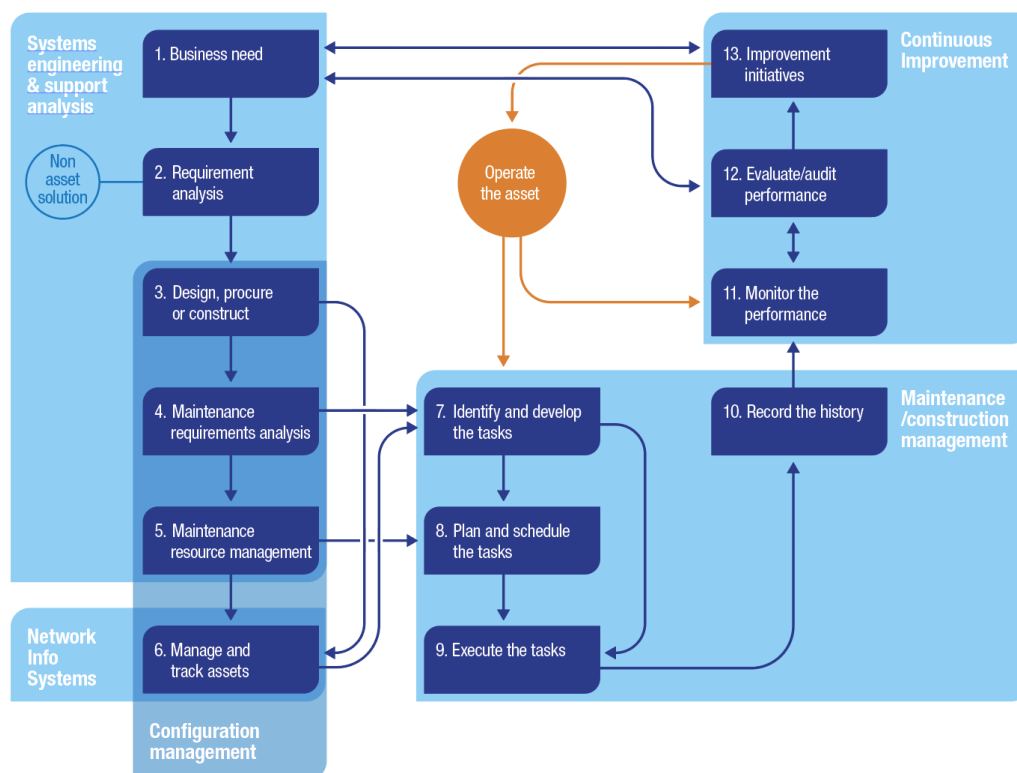 Systems
engineering
& support
analysis
1. Business need
Non
asset
solution
2. Requirement
analysis
3. Design, procure
or construct
4. Maintenance
requirements analysis
5. Maintenance
resource management
Network
Info
Systems
6. Manage and
track assets
Configuration
management
Operate
the asset
7. Identify and develop
the tasks
8. Plan and schedule
the tasks
9. Execute the tasks
13. Improvement
initiatives
Continuous
Improvement
12. Evaluate/audit
performance
11. Monitor the
performance
10. Record the history
Maintenance
/construction
management